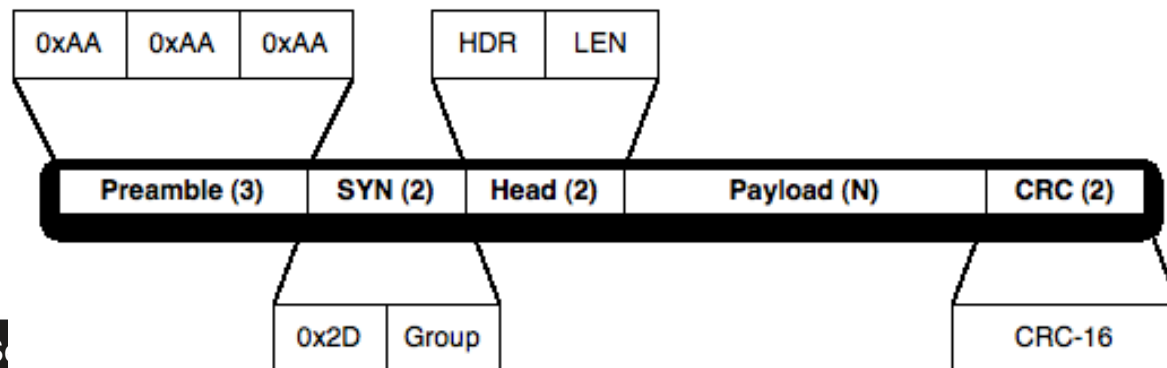 0xAA 0xAA 0xAA HDR LEN
Preamble (3) SYN (2) Head (2) Payload (N) CRC (2)
0x2D Group CRC-16